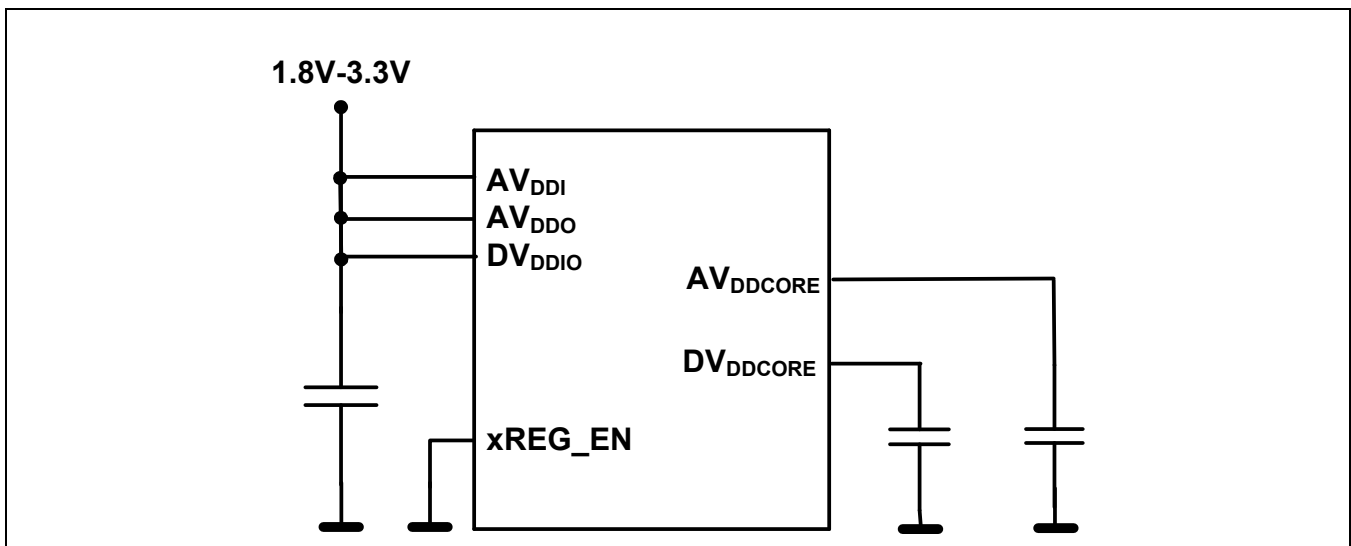 1.8V-3.3V
AVDDI
AVDDO
DVDDIO
AVDDCORE
DVDDCORE
xREG_EN